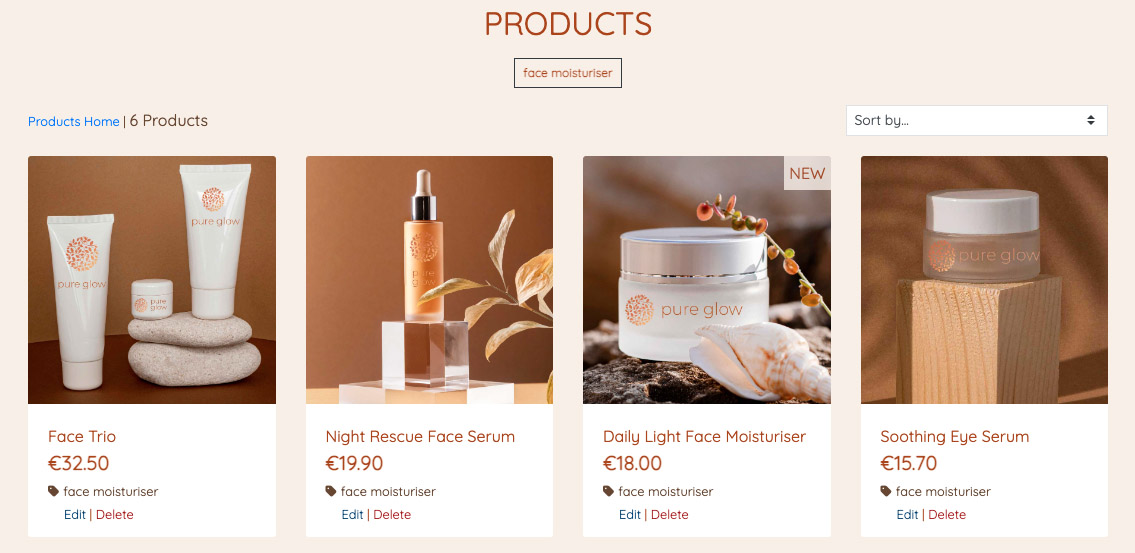 PRODUCTS
face moisturiser
Products Home | 6 Products
Sort by...
pure glow
pure glow
pure
glow
Face Trio
€32.50
face moisturiser
Edit | Delete
pure
glow
Night Rescue Face Serum
€19.90
face moisturiser
Edit | Delete
NEW
pure glow
Daily Light Face Moisturiser
€18.00
face moisturiser
Edit | Delete
pure glow
Soothing Eye Serum
€15.70
face moisturiser
Edit | Delete